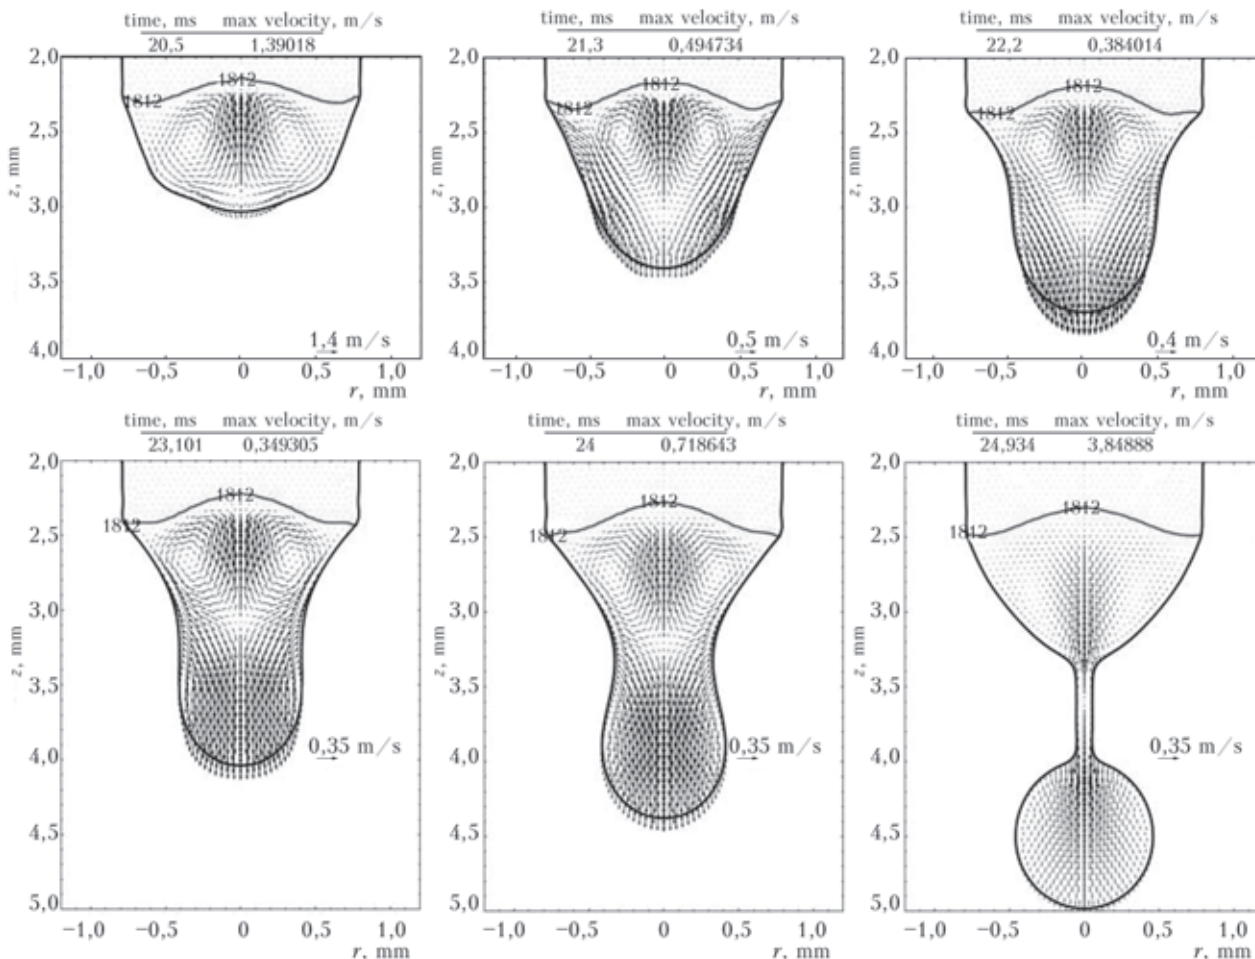 time, ms max velocity, m/s
20,5 1,39018
2,0
2,5
3,0
3,5
4,0
z, mm
1812
1812
1,4 m/s
−1,0 −0,5 0 0,5 1,0
r, mm
time, ms max velocity, m/s
21,3 0,494734
2,0
2,5
3,0
3,5
4,0
z, mm
1812
1812
0,5 m/s
−1,0 −0,5 0 0,5 1,0
r, mm
time, ms max velocity, m/s
22,2 0,384014
2,0
2,5
3,0
3,5
4,0
z, mm
1812
1812
0,4 m/s
−1,0 −0,5 0 0,5 1,0
r, mm
time, ms max velocity, m/s
23,101 0,349305
2,0
2,5
3,0
3,5
4,0
4,5
5,0
z, mm
1812
1812
0,35 m/s
−1,0 −0,5 0 0,5 1,0
r, mm
time, ms max velocity, m/s
24 0,718643
2,0
2,5
3,0
3,5
4,0
4,5
5,0
z, mm
1812
1812
0,35 m/s
−1,0 −0,5 0 0,5 1,0
r, mm
time, ms max velocity, m/s
24,934 3,84888
2,0
2,5
3,0
3,5
4,0
4,5
5,0
z, mm
1812
1812
0,35 m/s
−1,0 −0,5 0 0,5 1,0
r, mm